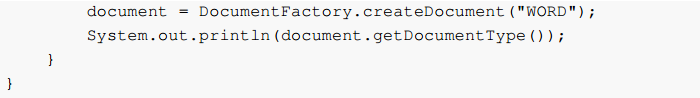 document = DocumentFactory.createDocument("WORD");
System.out.println(document.getDocumentType());
}
}